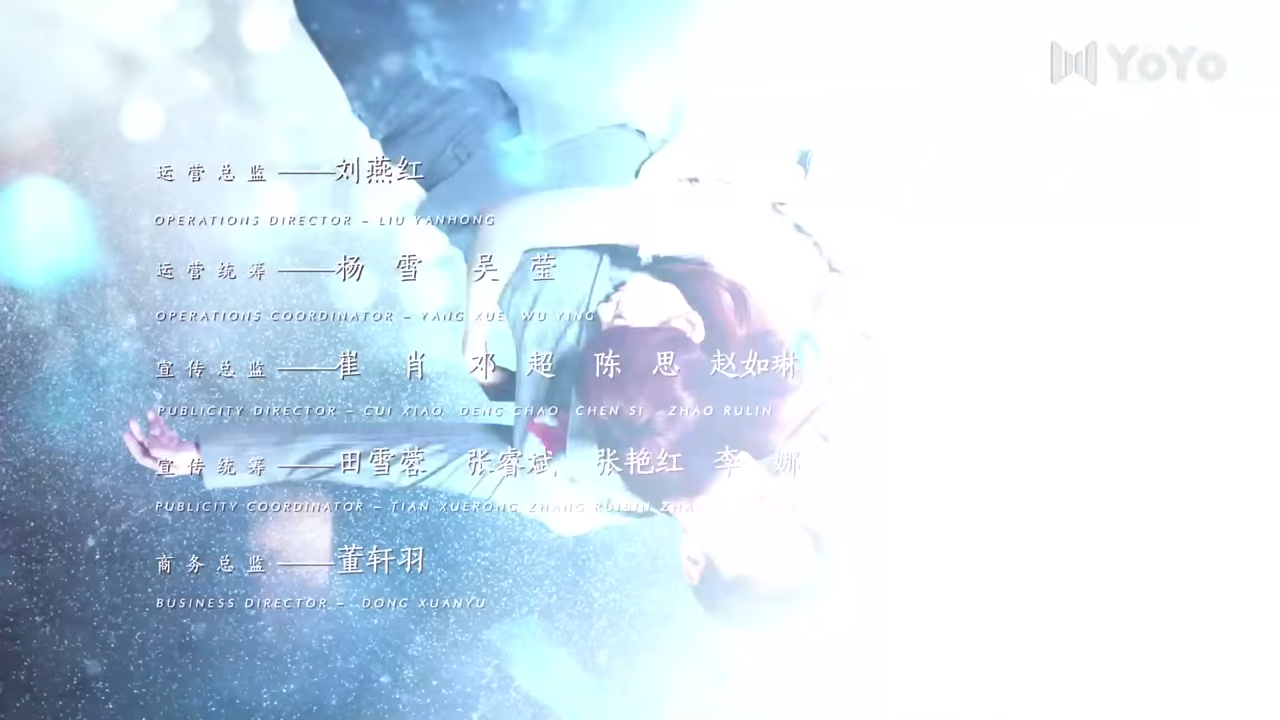 YoYo
运营总监——刘燕红
OPERATIONS DIRECTOR – LIU YANHONG
运营统筹——杨 雪 吴 莹
OPERATIONS COORDINATOR – YANG XUE WU YING
宣传总监——崔 肖 邓 超 陈 思 赵如琳
PUBLICITY DIRECTOR – CUI XIAO DENG CHAO CHEN SI ZHAO RULIN
宣传统筹——田雪蓉 张睿斌 张艳红 李 娜
PUBLICITY COORDINATOR – TIAN XUERONG ZHANG RUIBIN
商务总监——董轩羽
BUSINESS DIRECTOR – DONG XUANYU